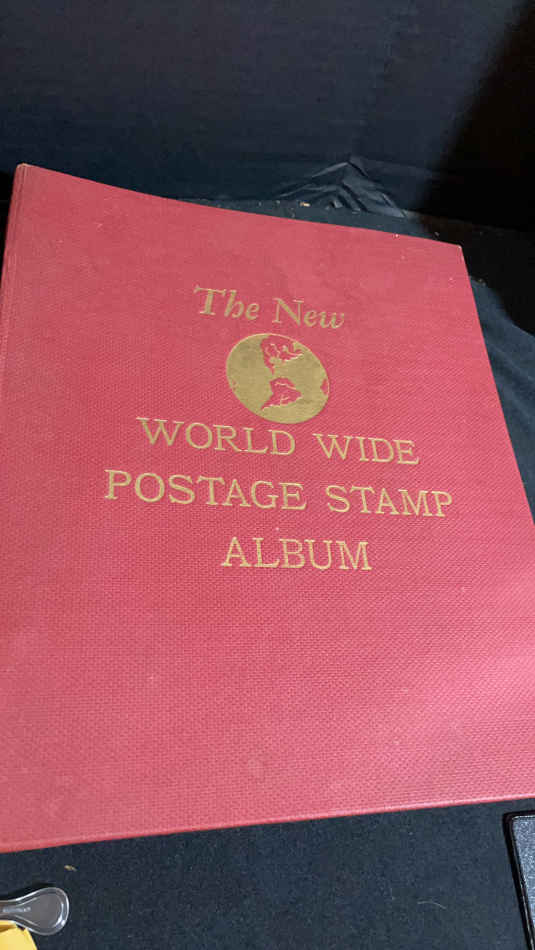 The New
WORLD WIDE
POSTAGE STAMP
ALBUM